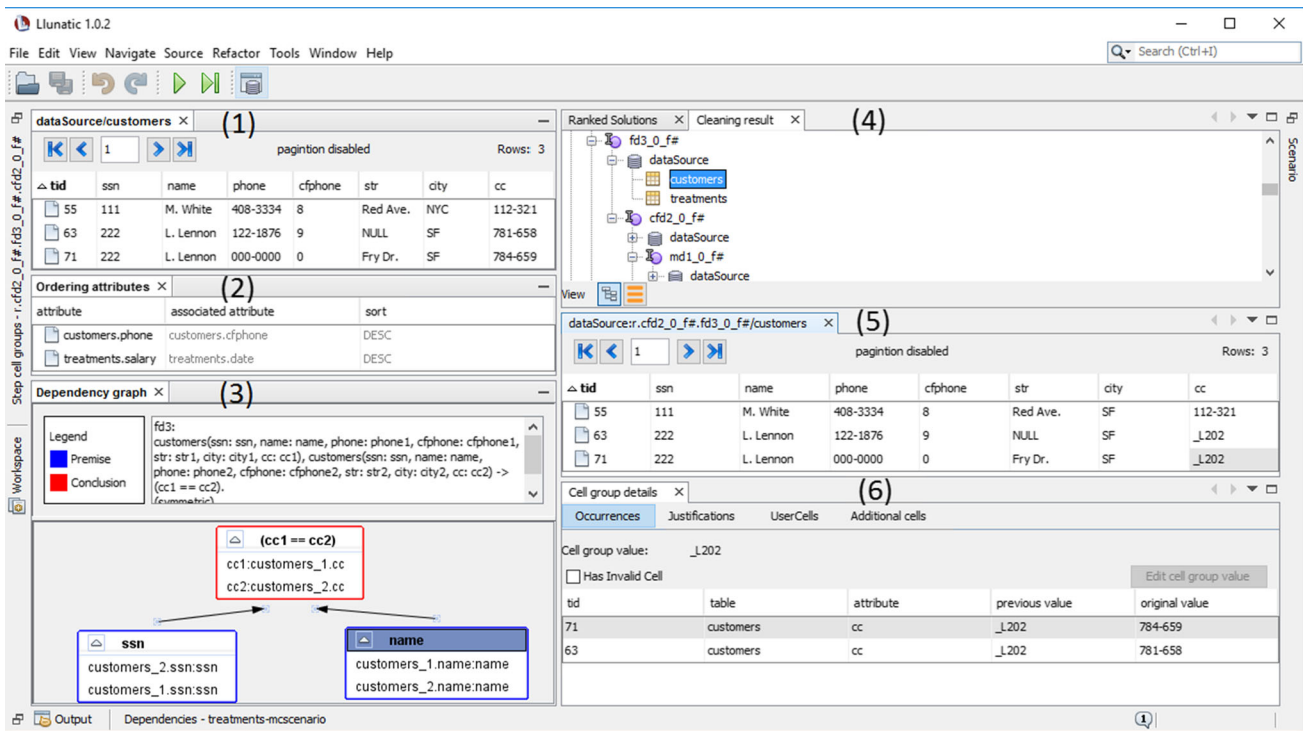 Llunatic 1.0.2
File Edit View Navigate Source Refactor Tools Window Help
Search (Ctrl+I)
Step cell groups - r.cfd2_0_f#.fd3_0_f#.cfd2_0_f#
Workspace
dataSource/customers
(1)
1
pagintion disabled
Rows: 3
tid ssn name phone cfphone str city cc
55 111 M. White 408-3334 8 Red Ave. NYC 112-321
63 222 L. Lennon 122-1876 9 NULL SF 781-658
71 222 L. Lennon 000-0000 0 Fry Dr. SF 784-659
Ordering attributes
(2)
attribute associated attribute sort
customers.phone customers.cfphone DESC
treatments.salary treatments.date DESC
Dependency graph
(3)
Legend
Premise
Conclusion
fd3:
customers(ssn: ssn, name: name, phone: phone1, cfphone: cfphone1,
str: str1, city: city1, cc: cc1), customers(ssn: ssn, name: name,
phone: phone2, cfphone: cfphone2, str: str2, city: city2, cc: cc2) ->
(cc1 == cc2).
(symmetric)
(cc1 == cc2)
cc1:customers_1.cc
cc2:customers_2.cc
ssn
customers_2.ssn:ssn
customers_1.ssn:ssn
name
customers_1.name:name
customers_2.name:name
Ranked Solutions Cleaning result
(4)
fd3_0_f#
dataSource
customers
treatments
cfd2_0_f#
dataSource
md1_0_f#
dataSource
View
Scenario
dataSource:r.cfd2_0_f#.fd3_0_f#/customers
(5)
1
pagintion disabled
Rows: 3
tid ssn name phone cfphone str city cc
55 111 M. White 408-3334 8 Red Ave. SF 112-321
63 222 L. Lennon 122-1876 9 NULL SF _L202
71 222 L. Lennon 000-0000 0 Fry Dr. SF _L202
Cell group details
(6)
Occurrences Justifications UserCells Additional cells
Cell group value: _L202
Has Invalid Cell
Edit cell group value
tid table attribute previous value original value
71 customers cc _L202 784-659
63 customers cc _L202 781-658
Output Dependencies - treatments-mcscenario
1